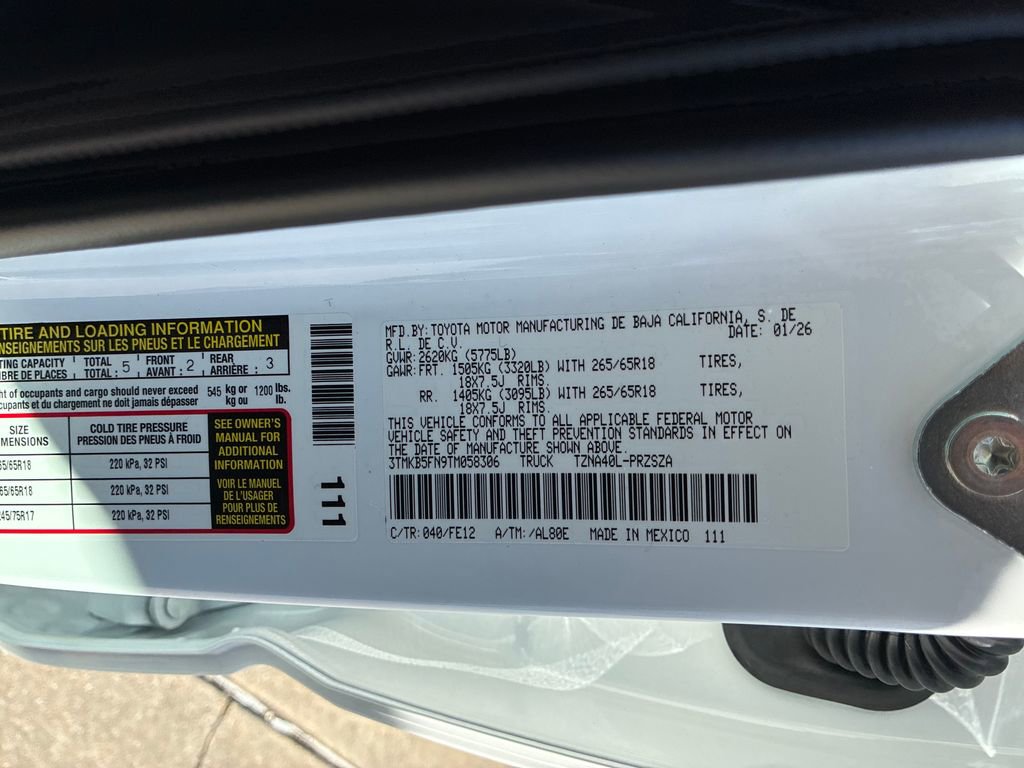 TIRE AND LOADING INFORMATION
RENSEIGNEMENTS SUR LES PNEUS ET LE CHARGEMENT
TOTAL 5 FRONT 2 REAR 3
TOTAL : AVANT : ARRIÈRE :
CAPACITY
DE PLACES
of occupants and cargo should never exceed 545 kg or 1200 lbs.
et du chargement ne doit jamais dépasser kg ou lb.
SIZE COLD TIRE PRESSURE
PRESSION DES PNEUS À FROID
65R18 220 kPa, 32 PSI
65R18 220 kPa, 32 PSI
245/75R17 220 kPa, 32 PSI
SEE OWNER'S
MANUAL FOR
ADDITIONAL
INFORMATION
VOIR LE MANUEL
DE L'USAGER
POUR PLUS DE
RENSEIGNEMENTS
111
MFD.BY:TOYOTA MOTOR MANUFACTURING DE BAJA CALIFORNIA, S. DE
R.L. DE C.V. DATE: 01/26
GVWR:2620KG (5775LB)
GAWR:FRT. 1505KG (3320LB) WITH 265/65R18 TIRES,
18X7.5J RIMS,
RR. 1405KG (3095LB) WITH 265/65R18 TIRES,
18X7.5J RIMS.
THIS VEHICLE CONFORMS TO ALL APPLICABLE FEDERAL MOTOR
VEHICLE SAFETY AND THEFT PREVENTION STANDARDS IN EFFECT ON
THE DATE OF MANUFACTURE SHOWN ABOVE.
3TMKB5FN9TM058306 TRUCK TZNA40L-PRZSZA
C/TR:040/FE12 A/TM:/AL80E MADE IN MEXICO 111